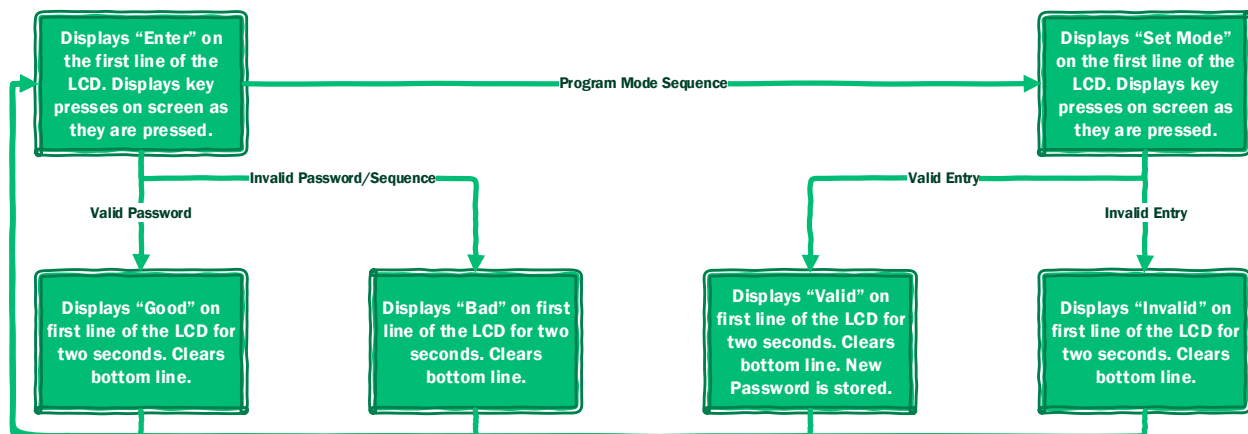 Displays “Enter” on
the first line of the
LCD. Displays key
presses on screen as
they are pressed.
Program Mode Sequence
Displays “Set Mode”
on the first line of the
LCD. Displays key
presses on screen as
they are pressed.
Invalid Password/Sequence
Valid Password
Valid Entry
Invalid Entry
Displays “Good” on
first line of the LCD for
two seconds. Clears
bottom line.
Displays “Bad” on first
line of the LCD for two
seconds. Clears
bottom line.
Displays “Valid” on
first line of the LCD for
two seconds. Clears
bottom line. New
Password is stored.
Displays “Invalid” on
first line of the LCD for
two seconds. Clears
bottom line.